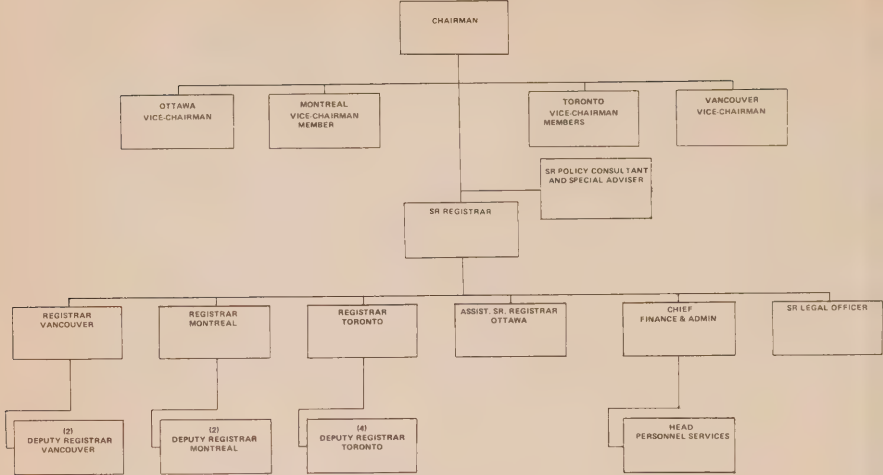 CHAIRMAN
OTTAWA
VICE-CHAIRMAN
MONTREAL
VICE-CHAIRMAN
MEMBER
TORONTO
VICE-CHAIRMAN
MEMBERS
VANCOUVER
VICE-CHAIRMAN
SR POLICY CONSULTANT
AND SPECIAL ADVISER
SR REGISTRAR
REGISTRAR
VANCOUVER
REGISTRAR
MONTREAL
REGISTRAR
TORONTO
ASSIST. SR. REGISTRAR
OTTAWA
CHIEF
FINANCE & ADMIN
SR LEGAL OFFICER
(2)
DEPUTY REGISTRAR
VANCOUVER
(2)
DEPUTY REGISTRAR
MONTREAL
(4)
DEPUTY REGISTRAR
TORONTO
HEAD
PERSONNEL SERVICES